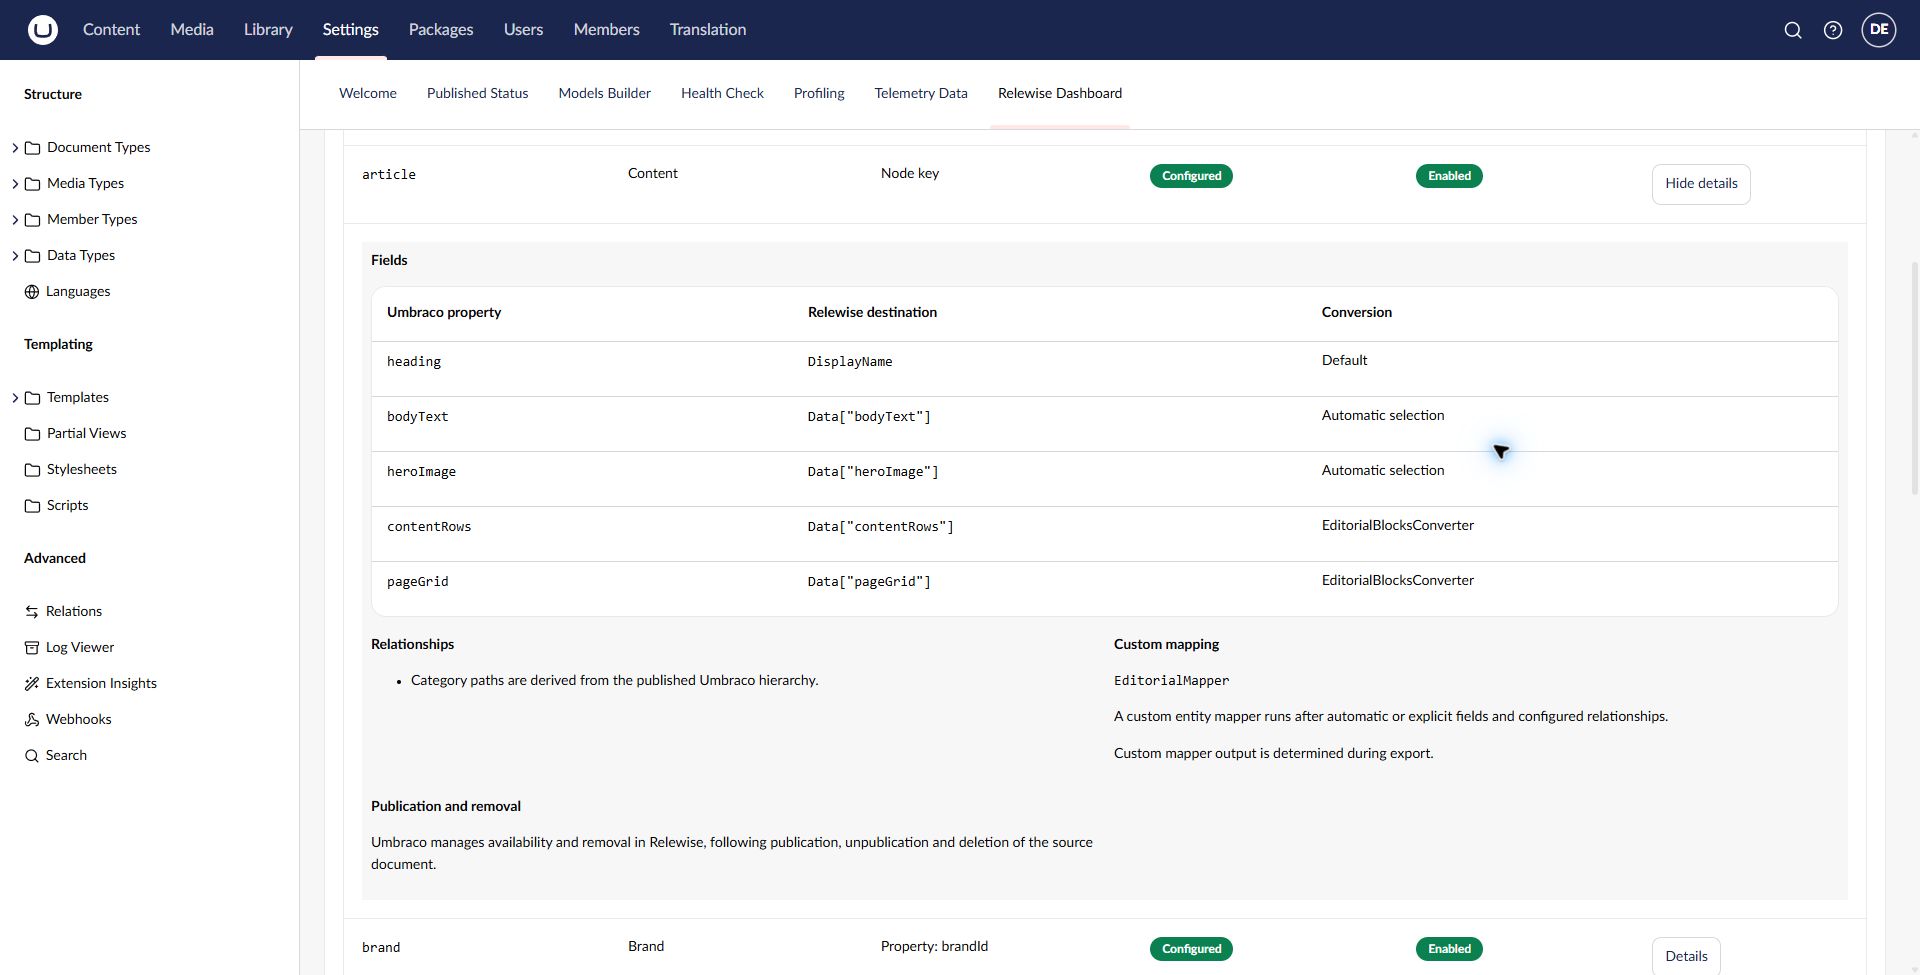 Content Media Library Settings Packages Users Members Translation DE
Structure
Document Types
Media Types
Member Types
Data Types
Languages
Templating
Templates
Partial Views
Stylesheets
Scripts
Advanced
Relations
Log Viewer
Extension Insights
Webhooks
Search
Welcome Published Status Models Builder Health Check Profiling Telemetry Data Relewise Dashboard
article Content Node key Configured Enabled Hide details
Fields
Umbraco property Relewise destination Conversion
heading DisplayName Default
bodyText Data["bodyText"] Automatic selection
heroImage Data["heroImage"] Automatic selection
contentRows Data["contentRows"] EditorialBlocksConverter
pageGrid Data["pageGrid"] EditorialBlocksConverter
Relationships
Category paths are derived from the published Umbraco hierarchy.
Custom mapping
EditorialMapper
A custom entity mapper runs after automatic or explicit fields and configured relationships.
Custom mapper output is determined during export.
Publication and removal
Umbraco manages availability and removal in Relewise, following publication, unpublication and deletion of the source
document.
brand Brand Property: brandId Configured Enabled Details